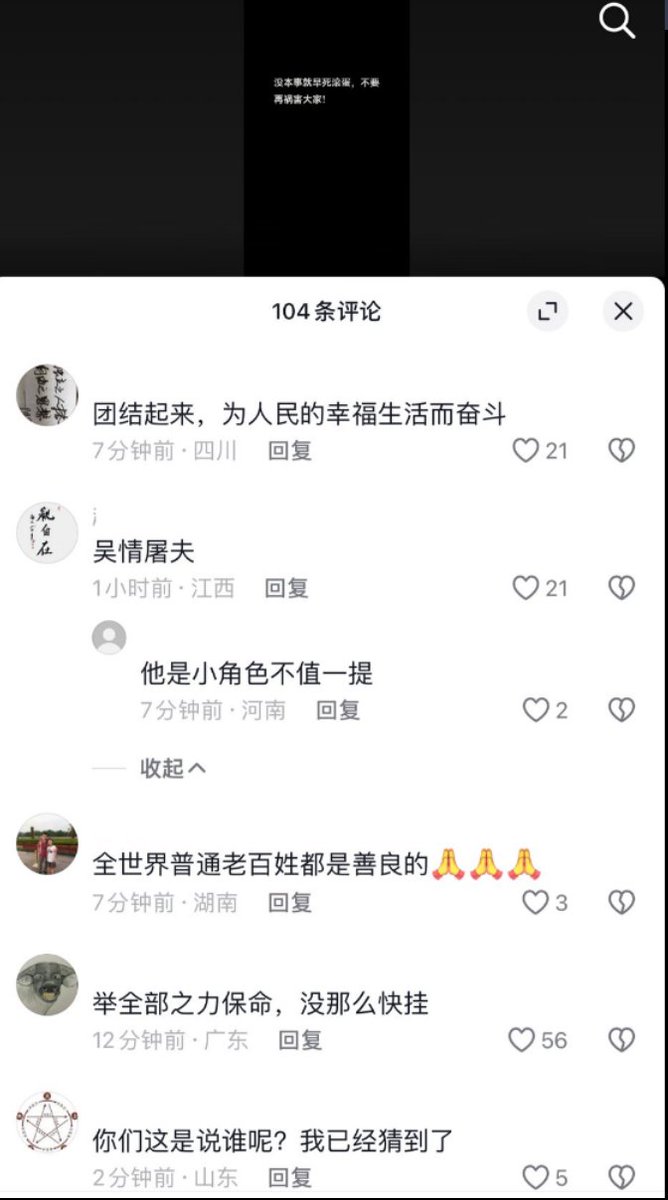 没本事就早死滚蛋，不要
再祸害大家！
104条评论
团结起来，为人民的幸福生活而奋斗
7分钟前·四川 回复 21
觀自在
吴情屠夫
1小时前·江西 回复 21
他是小角色不值一提
7分钟前·河南 回复 2
收起
全世界普通老百姓都是善良的🙏🙏🙏
7分钟前·湖南 回复 3
举全部之力保命，没那么快挂
12分钟前·广东 回复 56
你们这是说谁呢？我已经猜到了
2分钟前·山东 回复 5